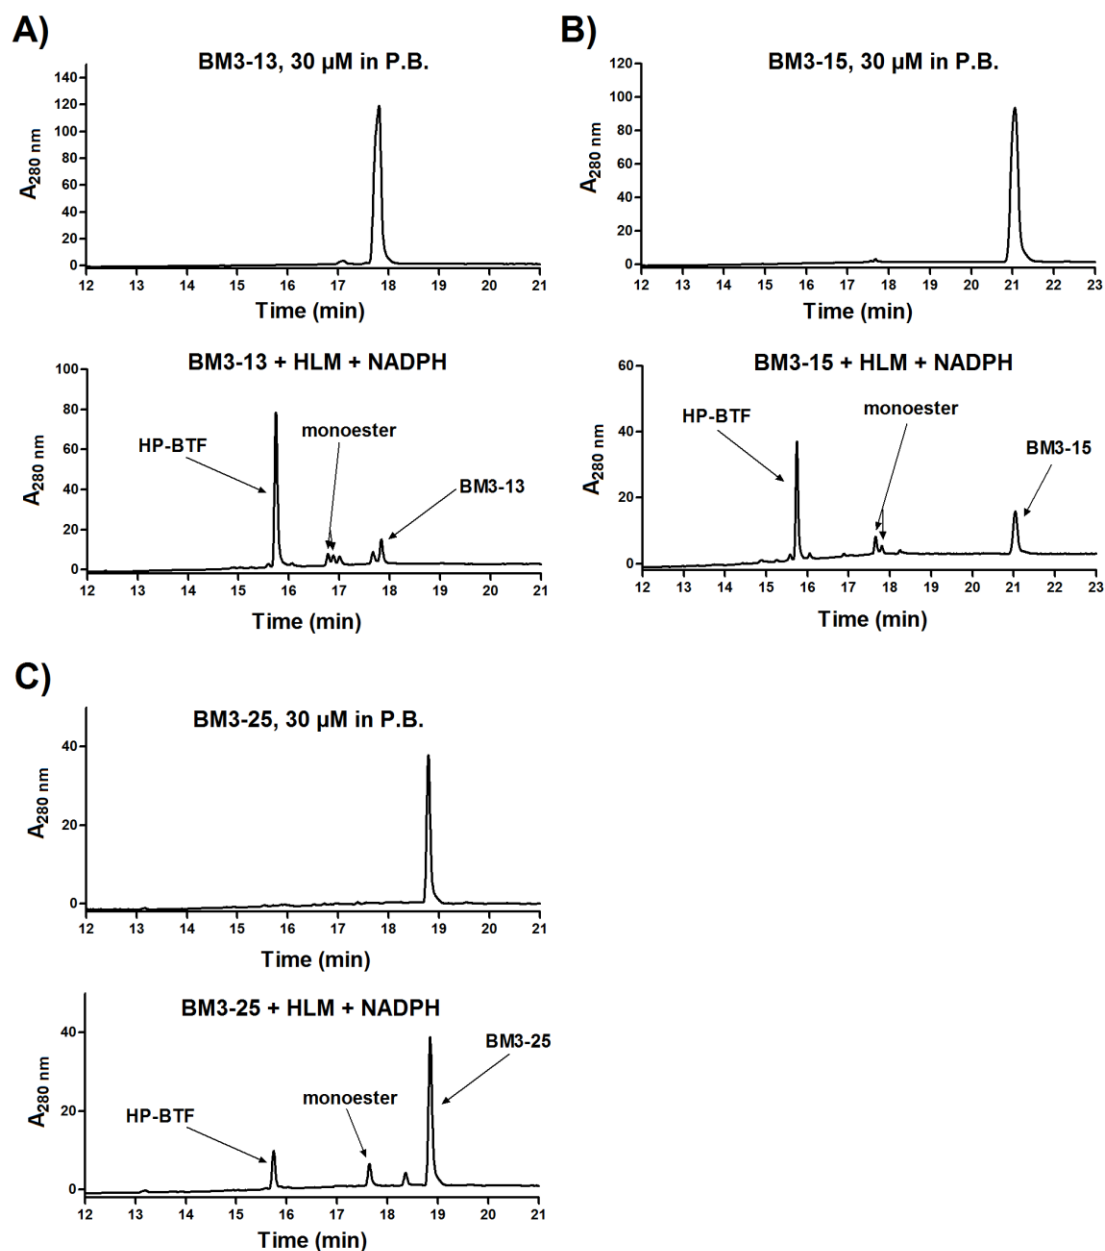 A)
BM3-13, 30 µM in P.B.
140
120
100
80
60
40
20
0
A280 nm
12 13 14 15 16 17 18 19 20 21
Time (min)
BM3-13 + HLM + NADPH
100
80
60
40
20
0
A280 nm
HP-BTF
monoester
BM3-13
12 13 14 15 16 17 18 19 20 21
Time (min)
B)
BM3-15, 30 µM in P.B.
120
100
80
60
40
20
0
A280 nm
12 13 14 15 16 17 18 19 20 21 22 23
Time (min)
BM3-15 + HLM + NADPH
60
40
20
0
A280 nm
HP-BTF
monoester
BM3-15
12 13 14 15 16 17 18 19 20 21 22 23
Time (min)
C)
BM3-25, 30 µM in P.B.
40
20
0
A280 nm
12 13 14 15 16 17 18 19 20 21
Time (min)
BM3-25 + HLM + NADPH
40
20
0
A280 nm
HP-BTF
monoester
BM3-25
12 13 14 15 16 17 18 19 20 21
Time (min)